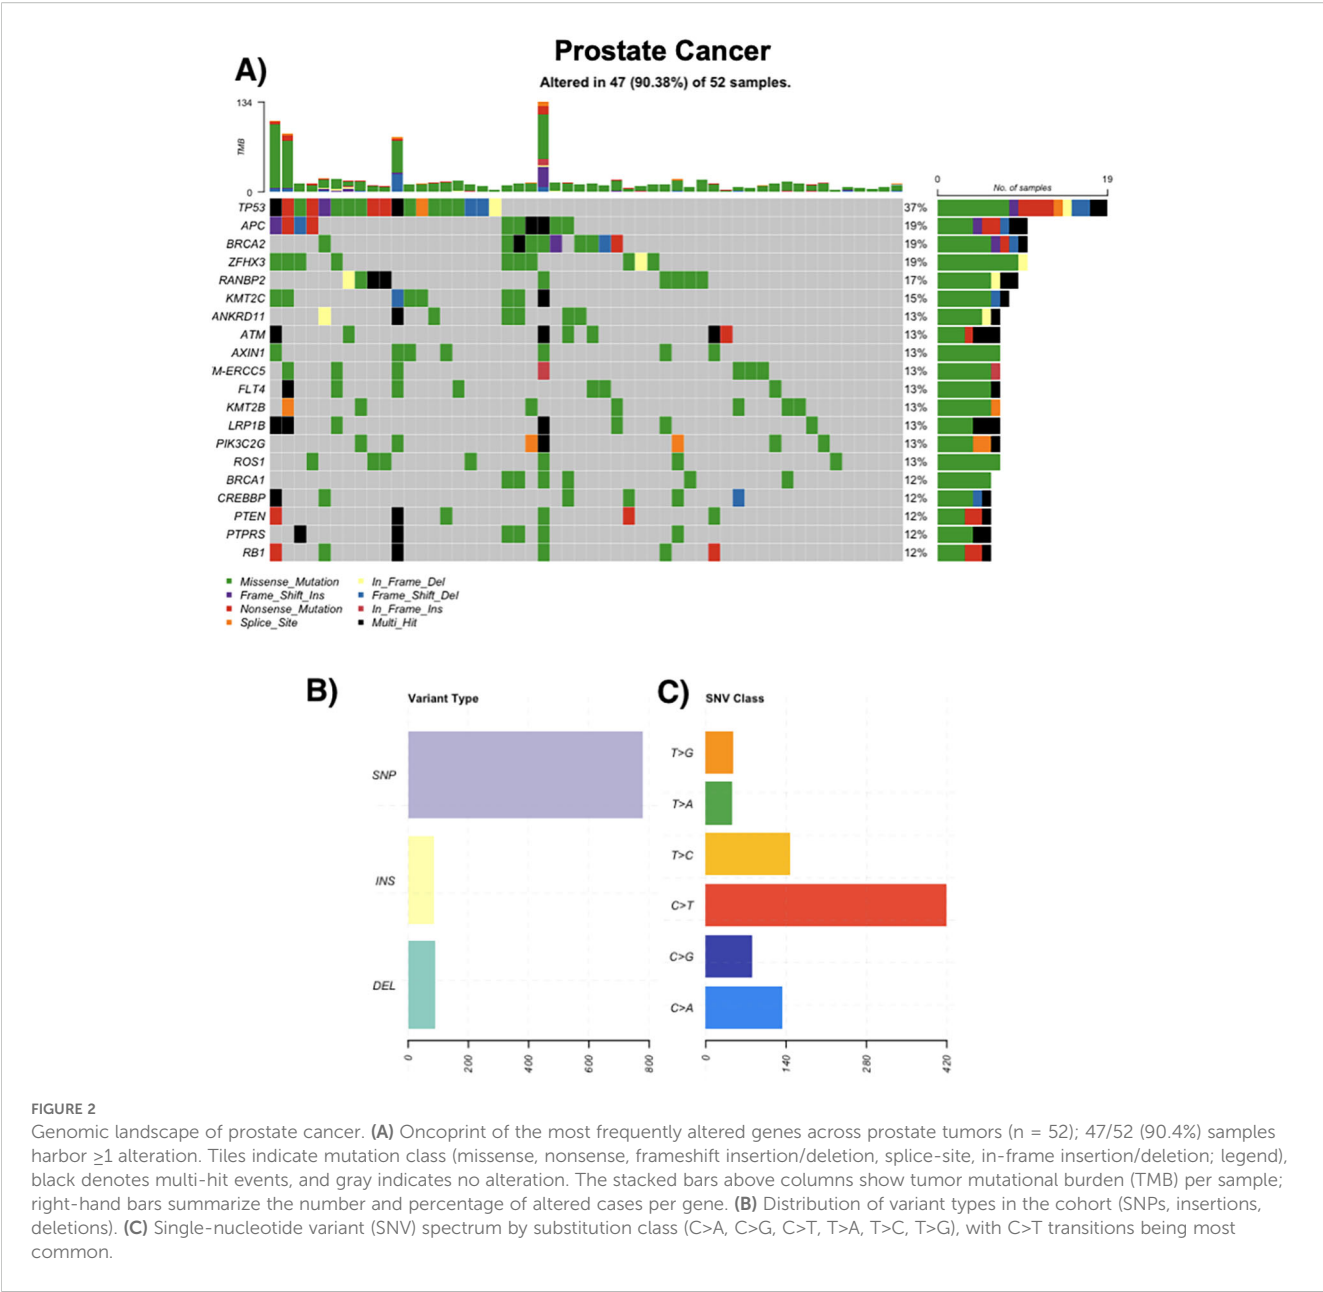 Prostate Cancer
A)
Altered in 47 (90.38%) of 52 samples.
134
TMB
0
0
No. of samples
19
TP53 37%
APC 19%
BRCA2 19%
ZFHX3 19%
RANBP2 17%
KMT2C 15%
ANKRD11 13%
ATM 13%
AXIN1 13%
M-ERCC5 13%
FLT4 13%
KMT2B 13%
LRP1B 13%
PIK3C2G 13%
ROS1 13%
BRCA1 12%
CREBBP 12%
PTEN 12%
PTPRS 12%
RB1 12%
Missense_Mutation In_Frame_Del
Frame_Shift_Ins Frame_Shift_Del
Nonsense_Mutation In_Frame_Ins
Splice_Site Multi_Hit
B)
Variant Type
SNP
INS
DEL
0 200 400 600 800
C)
SNV Class
T>G
T>A
T>C
C>T
C>G
C>A
0 140 280 420
FIGURE 2
Genomic landscape of prostate cancer. (A) Oncoprint of the most frequently altered genes across prostate tumors (n = 52); 47/52 (90.4%) samples
harbor ≥1 alteration. Tiles indicate mutation class (missense, nonsense, frameshift insertion/deletion, splice-site, in-frame insertion/deletion; legend),
black denotes multi-hit events, and gray indicates no alteration. The stacked bars above columns show tumor mutational burden (TMB) per sample;
right-hand bars summarize the number and percentage of altered cases per gene. (B) Distribution of variant types in the cohort (SNPs, insertions,
deletions). (C) Single-nucleotide variant (SNV) spectrum by substitution class (C>A, C>G, C>T, T>A, T>C, T>G), with C>T transitions being most
common.